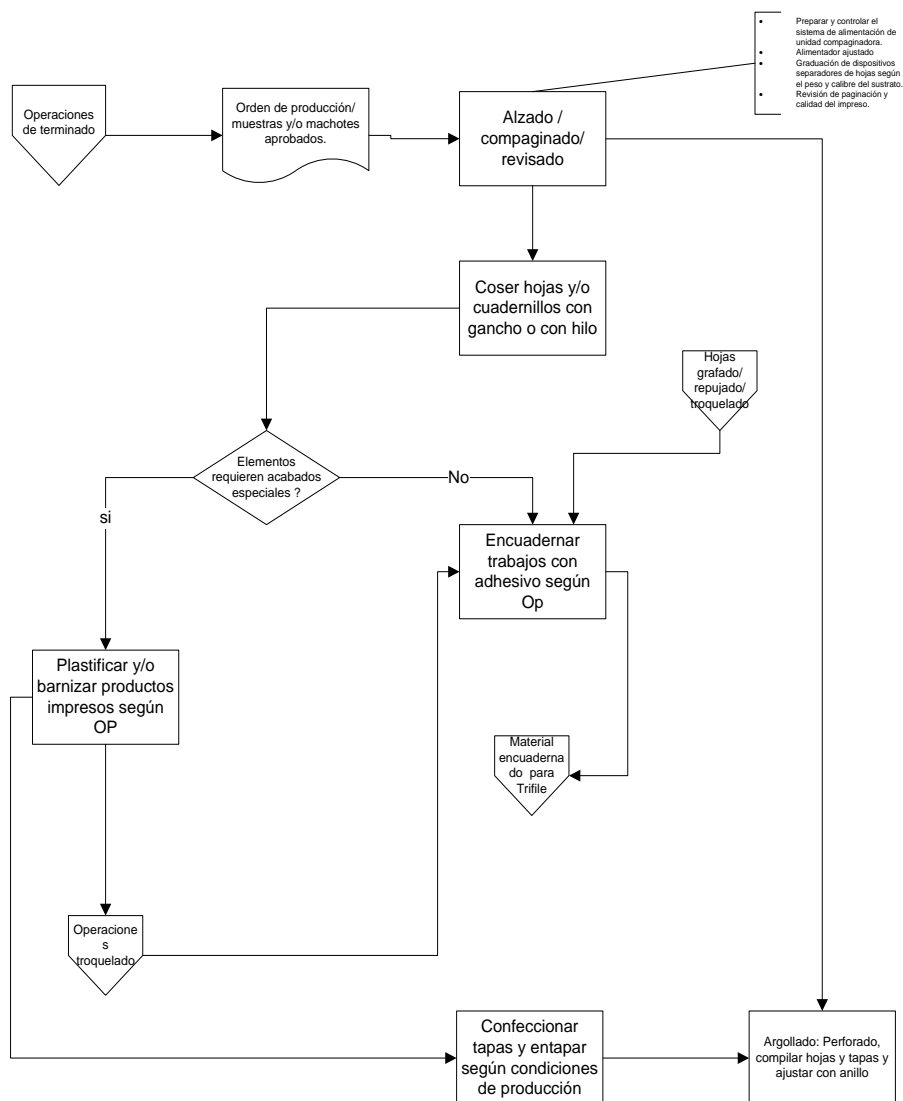 • Preparar y controlar el
sistema de alimentación de
unidad compaginadora.
• Alimentador ajustado
• Graduación de dispositivos
separadores de hojas según
el peso y calibre del sustrato.
• Revisión de paginación y
calidad del impreso.
Operaciones
de terminado
Orden de producción/
muestras y/o machotes
aprobados.
Alzado /
compaginado/
revisado
Coser hojas y/o
cuadernillos con
gancho o con hilo
Hojas
grafado/
repujado/
troquelado
Elementos
requieren acabados
especiales ?
No
si
Encuadernar
trabajos con
adhesivo según
Op
Plastificar y/o
barnizar productos
impresos según
OP
Material
encuaderna
do para
Trifile
Operacione
s
troquelado
Confeccionar
tapas y entapar
según condiciones
de producción
Argollado: Perforado,
compilar hojas y tapas y
ajustar con anillo